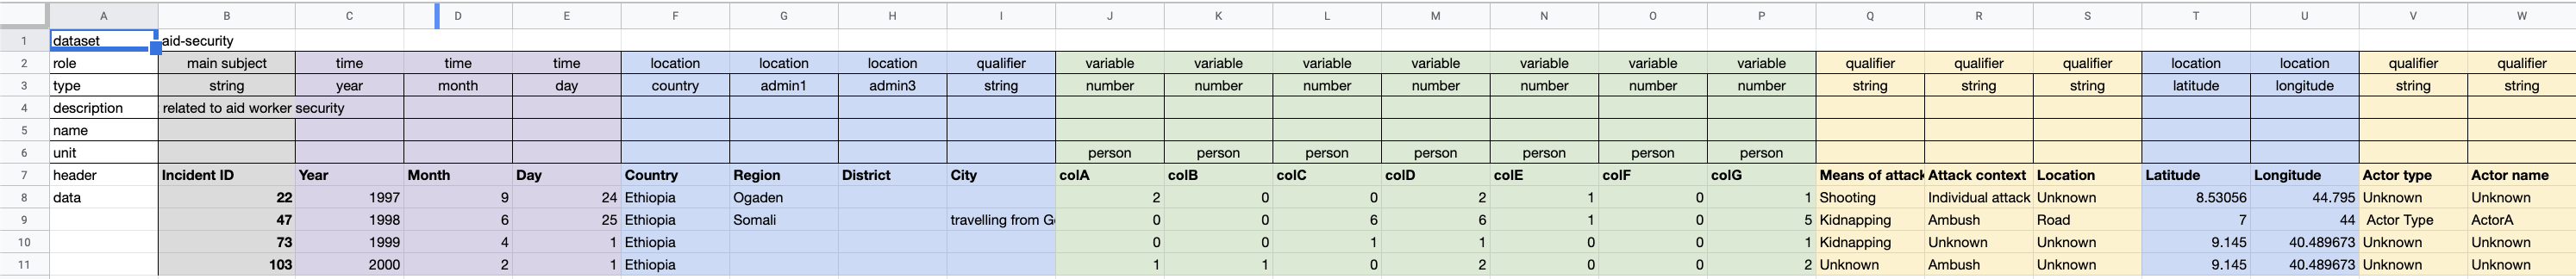 A B C D E F G H I J K L M N O P Q R S T U V W
1 dataset aid-security
2 role main subject time time time location location location qualifier variable variable variable variable variable variable variable qualifier qualifier qualifier location location qualifier qualifier
3 type string year month day country admin1 admin3 string number number number number number number number string string string latitude longitude string string
4 description related to aid worker security
5 name
6 unit person person person person person person person
7 header Incident ID Year Month Day Country Region District City colA colB colC colD colE colF colG Means of attack Attack context Location Latitude Longitude Actor type Actor name
8 data 22 1997 9 24 Ethiopia Ogaden 2 0 0 2 1 0 1 Shooting Individual attack Unknown 8.53056 44.795 Unknown Unknown
9 47 1998 6 25 Ethiopia Somali travelling from G 0 0 6 6 1 0 5 Kidnapping Ambush Road 7 44 Actor Type ActorA
10 73 1999 4 1 Ethiopia 0 0 1 1 0 0 1 Kidnapping Unknown Unknown 9.145 40.489673 Unknown Unknown
11 103 2000 2 1 Ethiopia 1 1 0 2 0 0 2 Unknown Ambush Unknown 9.145 40.489673 Unknown Unknown